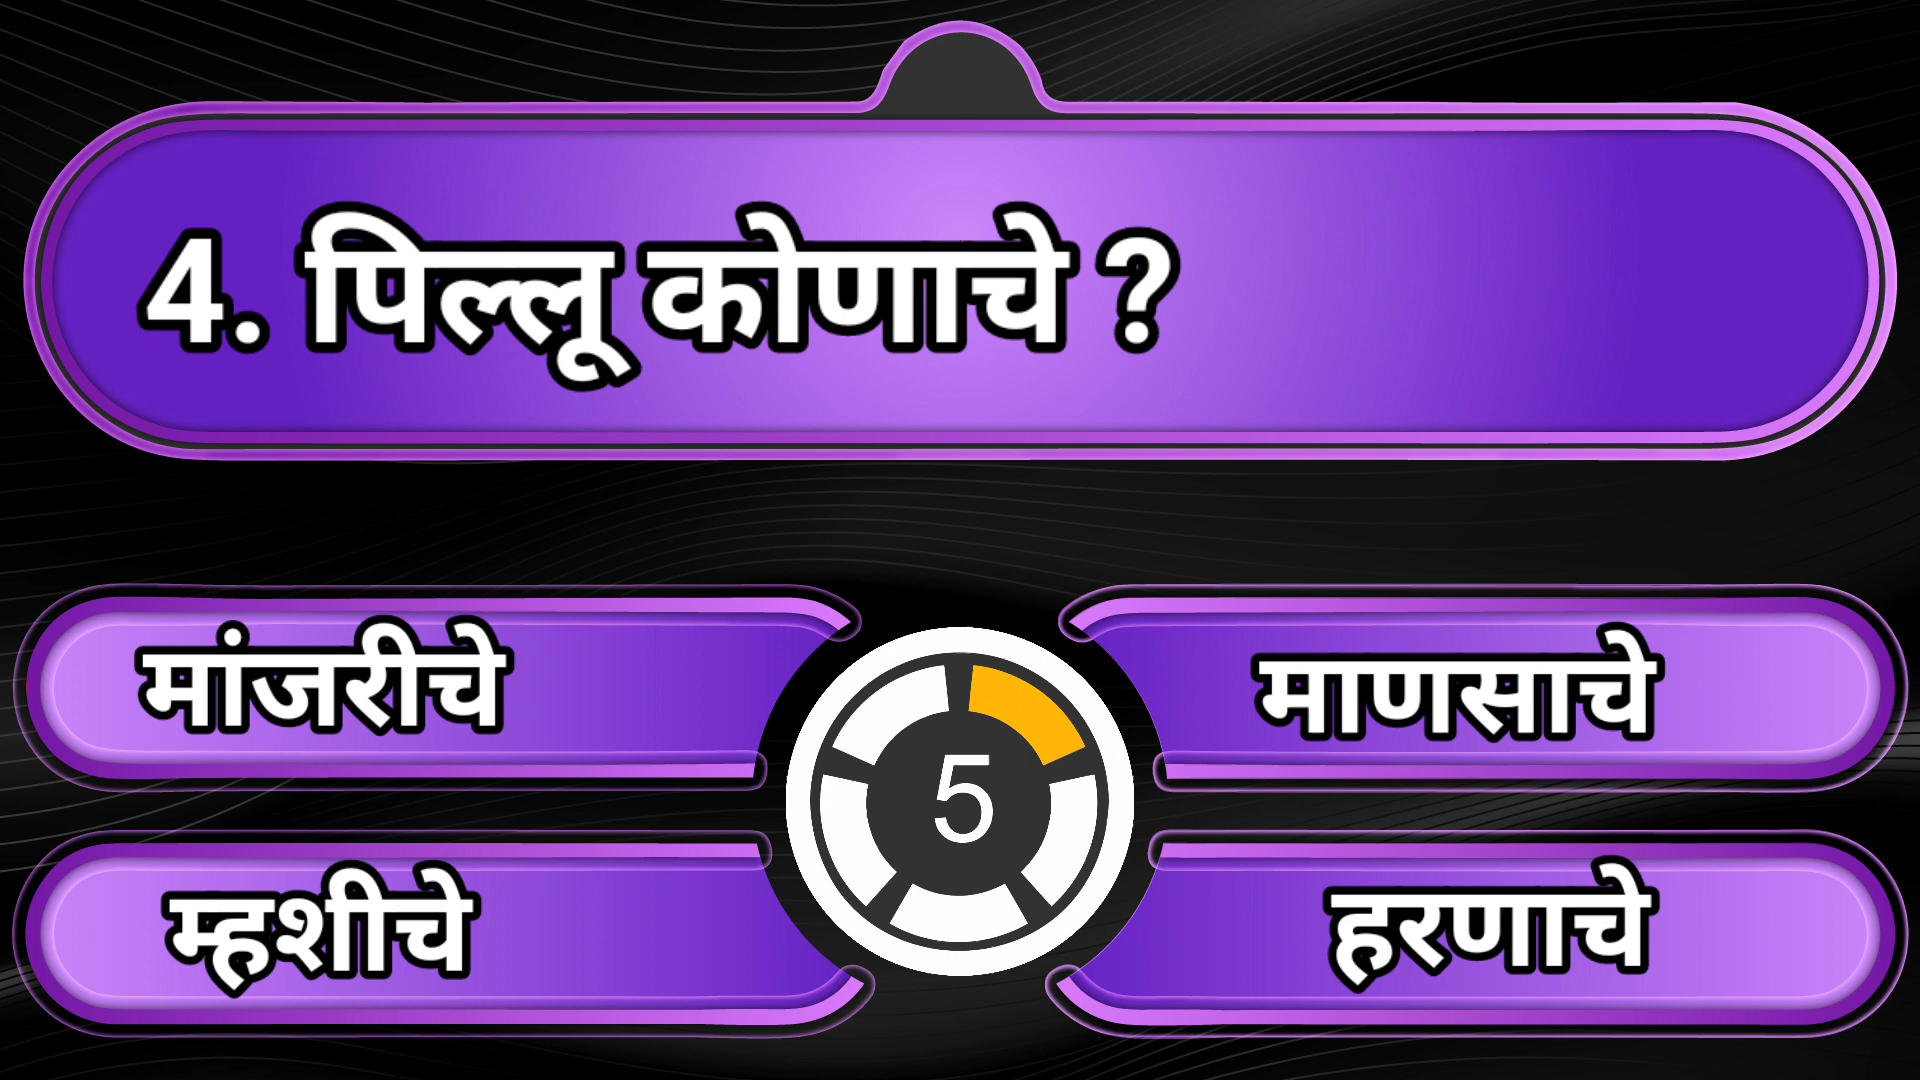 4. पिल्लू कोणाचे ?
मांजरीचे
माणसाचे
5
म्हशीचे
हरणाचे